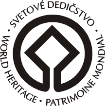 SVETOVÉ DEDIČSTVO •
WORLD HERITAGE •
PATRIMOINE MONDIAL •